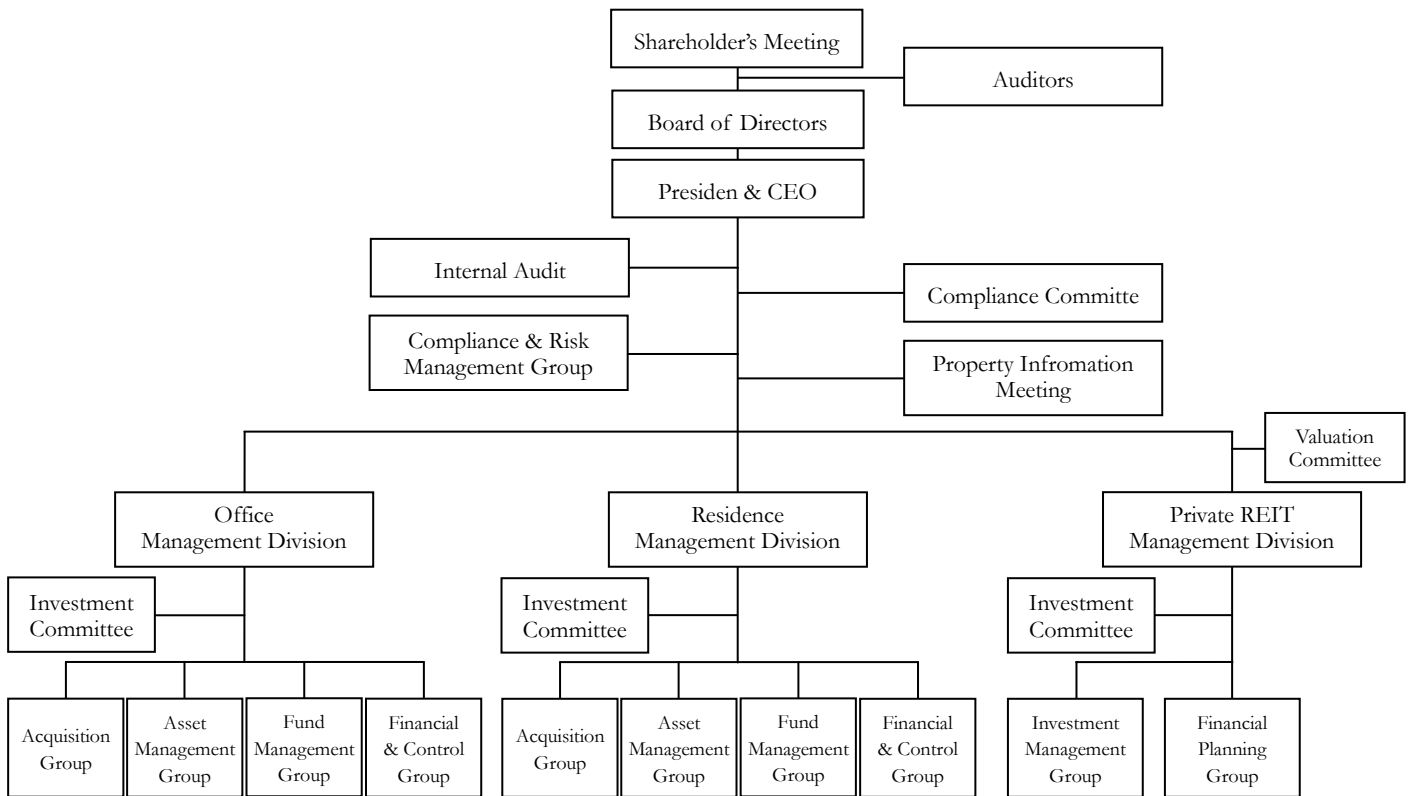 Shareholder’s Meeting
Auditors
Board of Directors
Presiden & CEO
Internal Audit
Compliance Committe
Compliance & Risk
Management Group
Property Infromation
Meeting
Valuation
Committee
Office
Management Division
Residence
Management Division
Private REIT
Management Division
Investment
Committee
Investment
Committee
Investment
Committee
Acquisition
Group
Asset
Management
Group
Fund
Management
Group
Financial
& Control
Group
Acquisition
Group
Asset
Management
Group
Fund
Management
Group
Financial
& Control
Group
Investment
Management
Group
Financial
Planning
Group